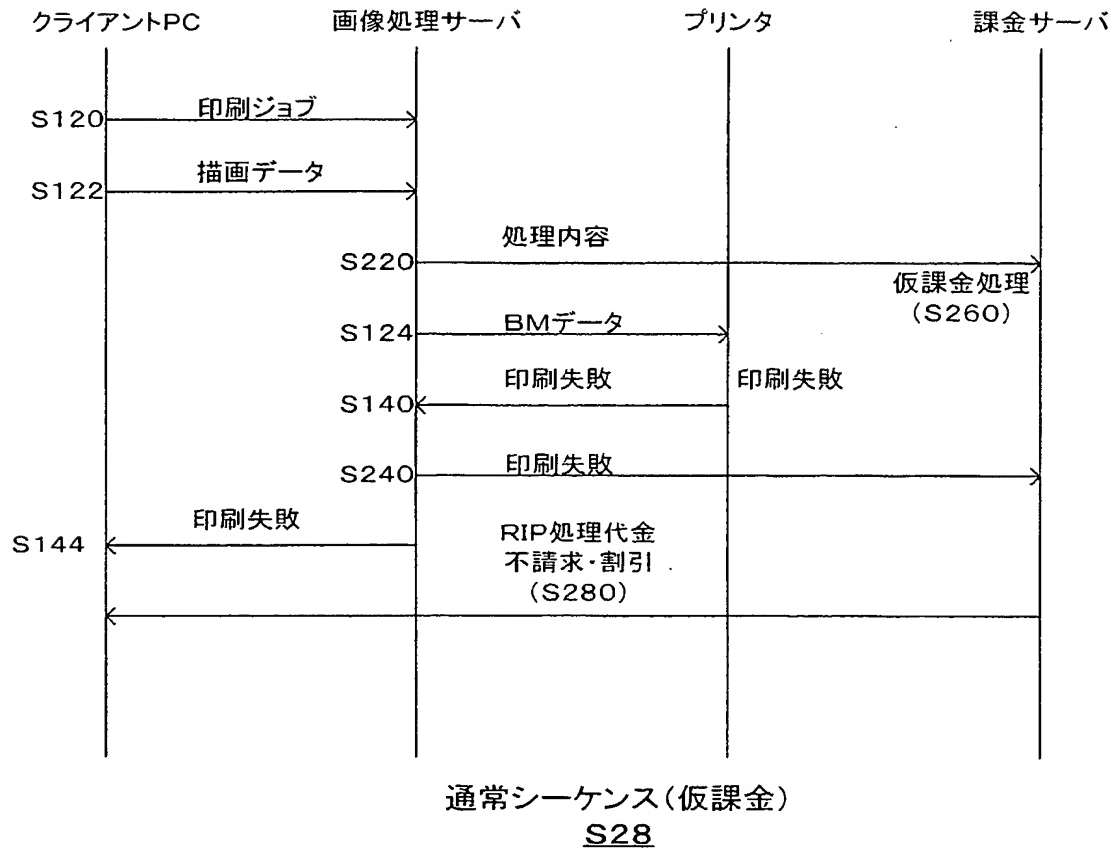 クライアントPC
画像処理サーバ
プリンタ
課金サーバ
S120
印刷ジョブ
S122
描画データ
S220
処理内容
仮課金処理
(S260)
S124
BMデータ
S140
印刷失敗
印刷失敗
S240
印刷失敗
S144
印刷失敗
RIP処理代金
不請求・割引
(S280)
通常シーケンス(仮課金)
S28